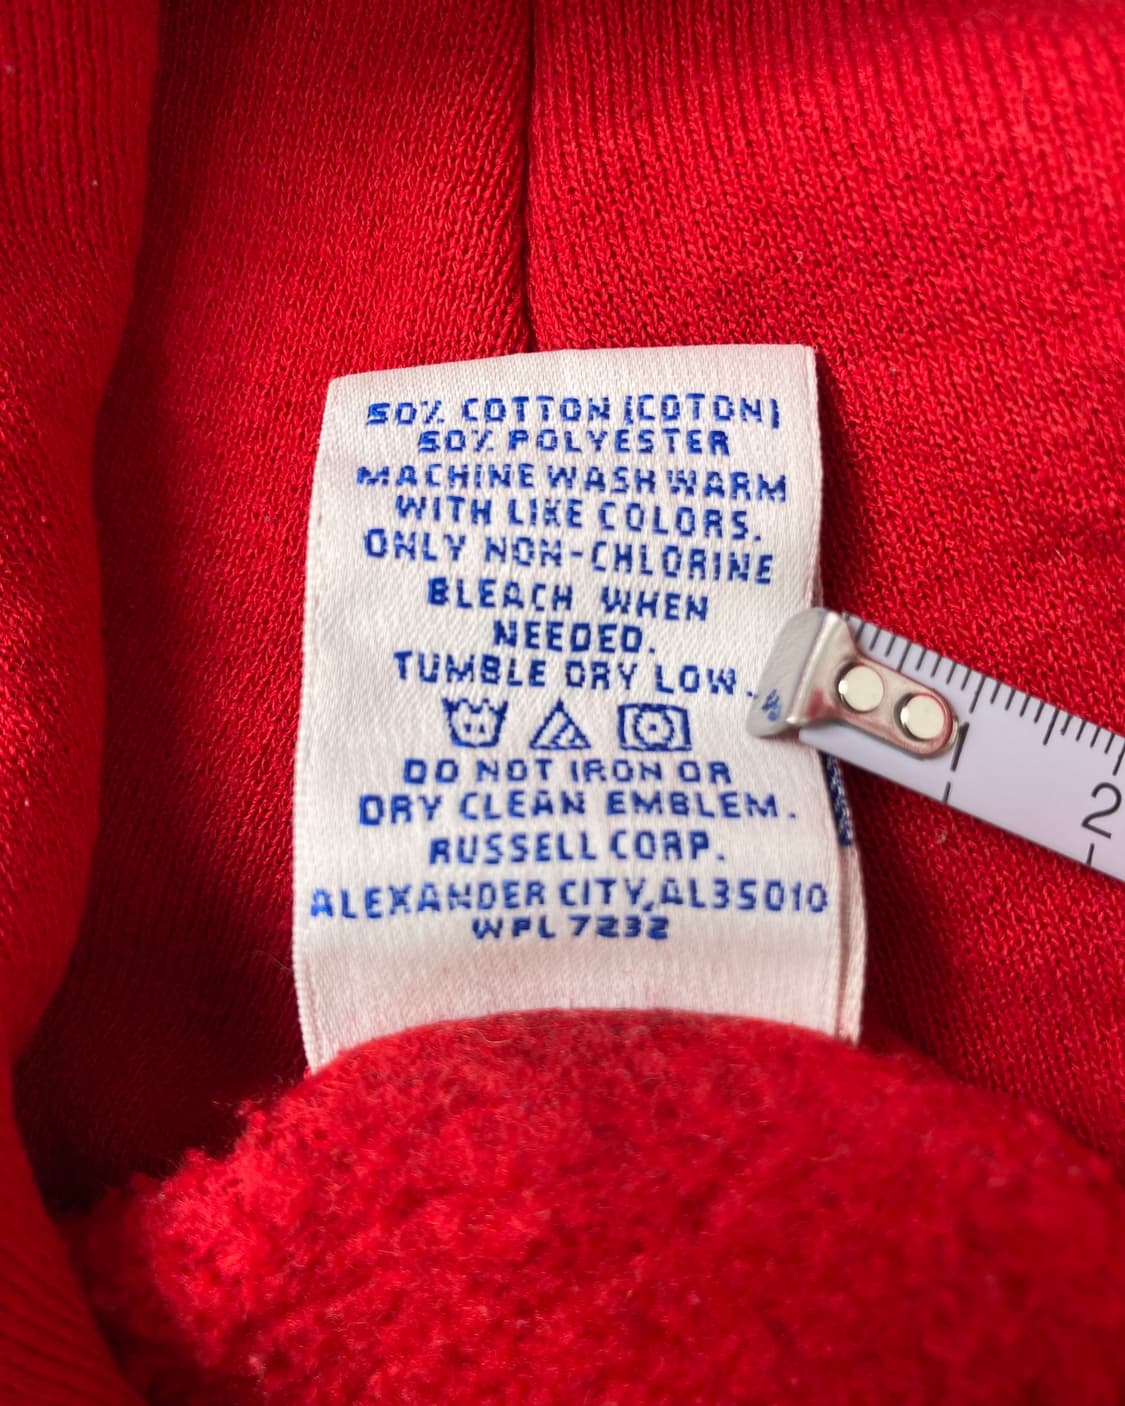 50% COTTON (COTON)
50% POLYESTER
MACHINE WASH WARM
WITH LIKE COLORS.
ONLY NON-CHLORINE
BLEACH WHEN
NEEDED.
TUMBLE DRY LOW.
DO NOT IRON OR
DRY CLEAN EMBLEM.
RUSSELL CORP.
ALEXANDER CITY,AL35010
WPL 7232
1
2